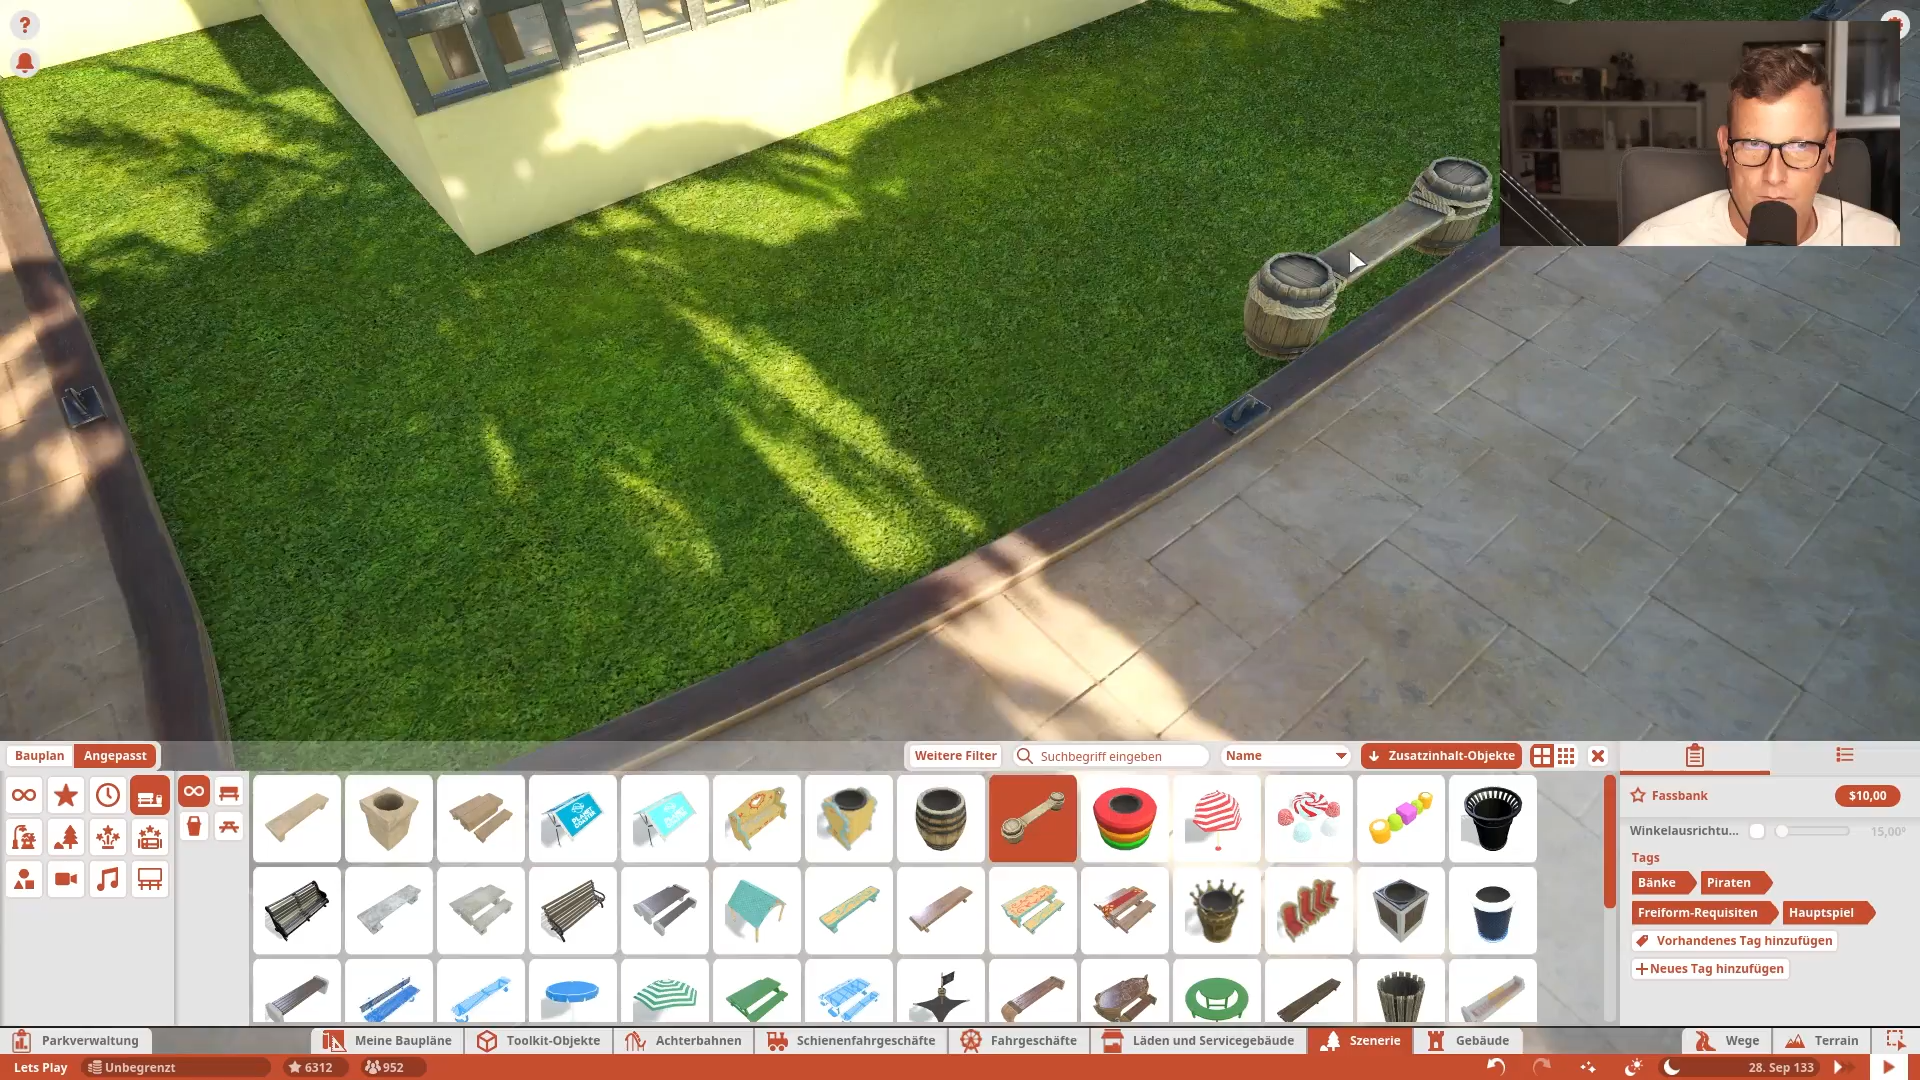 ?
Bauplan
Angepasst
Weitere Filter
Suchbegriff eingeben
Name
Zusatzinhalt-Objekte
Fassbank
$10,00
Winkelausrichtu...
15,00°
Tags
Bänke
Piraten
Freiform-Requisiten
Hauptspiel
Vorhandenes Tag hinzufügen
+Neues Tag hinzufügen
Parkverwaltung
Meine Baupläne
Toolkit-Objekte
Achterbahnen
Schienenfahrgeschäfte
Fahrgeschäfte
Läden und Servicegebäude
Szenerie
Gebäude
Wege
Terrain
Lets Play
Unbegrenzt
6312
952
28. Sep 133